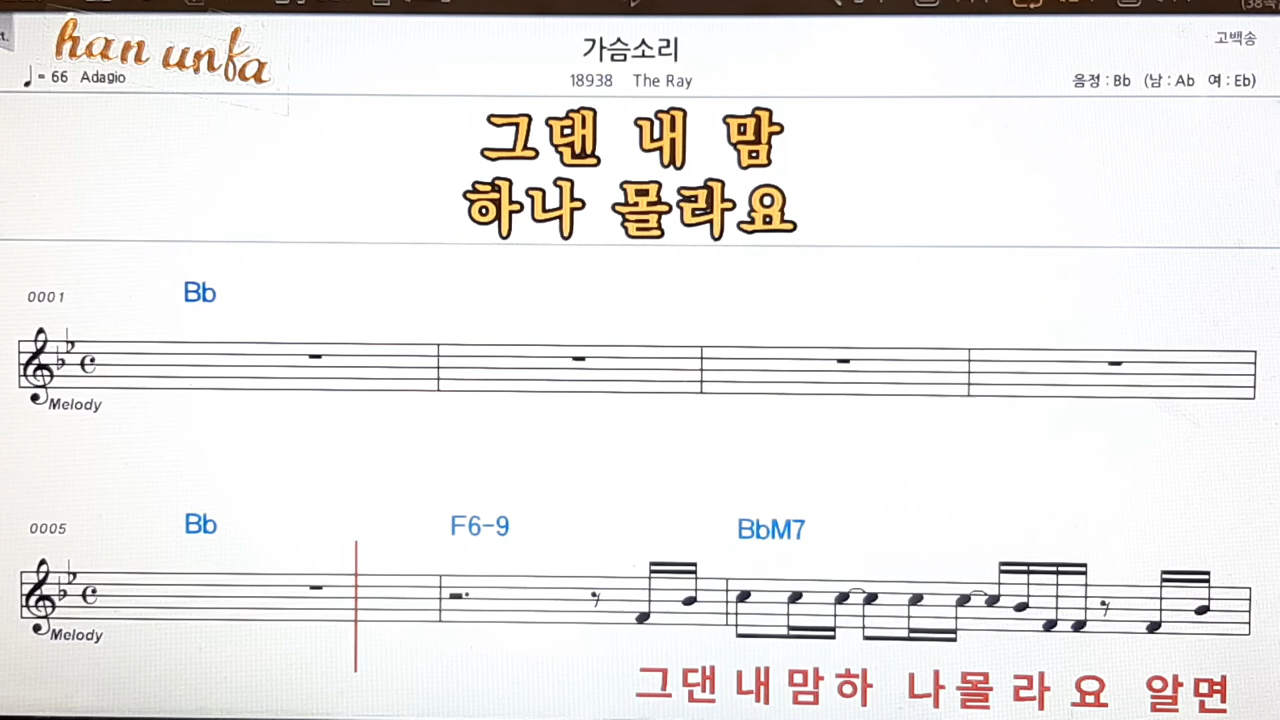 han unfa
가슴소리
고백송
♩= 66 Adagio
18938 The Ray
음정 : Bb (남 : Ab 여 : Eb)
그댄 내 맘
하나 몰라요
0001 Bb
Melody
0005 Bb F6-9 BbM7
Melody
그댄 내 맘하 나몰 라 요 알면